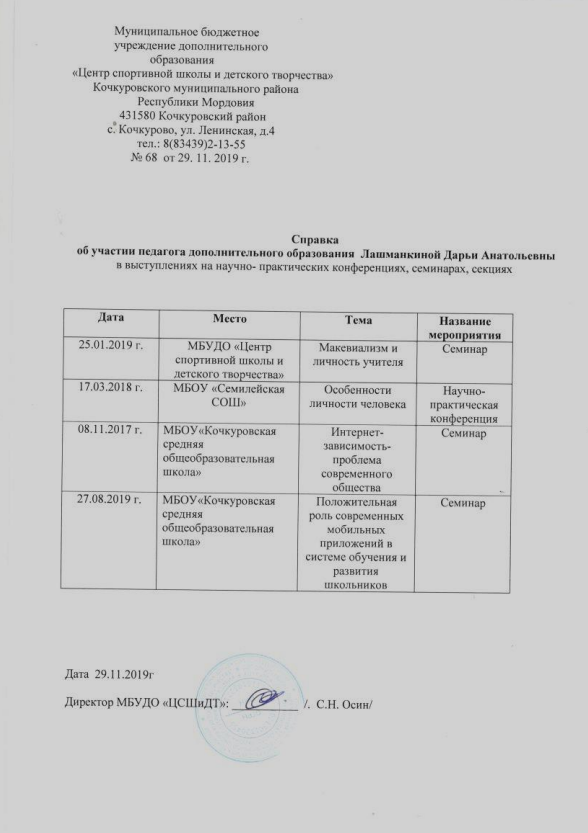 Муниципальное бюджетное
учреждение дополнительного
образования
«Центр спортивной школы и детского творчества»
Кочкуровского муниципального района
Республики Мордовия
431580 Кочкуровский район
с. Кочкурово, ул. Ленинская, д.4
тел.: 8(83439)2-13-55
№ 68 от 29. 11. 2019 г.
Справка
об участии педагога дополнительного образования Лашманкиной Дарьи Анатольевны
в выступлениях на научно- практических конференциях, семинарах, секциях
Дата Место Тема Название
мероприятия
25.01.2019 г. МБУДО «Центр Макевиализм и Семинар
спортивной школы и личность учителя
детского творчества»
17.03.2018 г. МБОУ «Семилейская Особенности Научно-
СОШ» личности человека практическая
конференция
08.11.2017 г. МБОУ«Кочкуровская Интернет- Семинар
средняя зависимость-
общеобразовательная проблема
школа» современного
общества
27.08.2019 г. МБОУ«Кочкуровская Положительная Семинар
средняя роль современных
общеобразовательная мобильных
школа» приложений в
системе обучения и
развития
школьников
Дата 29.11.2019г
Директор МБУДО «ЦСШиДТ»: ___________ /. С.Н. Осин/